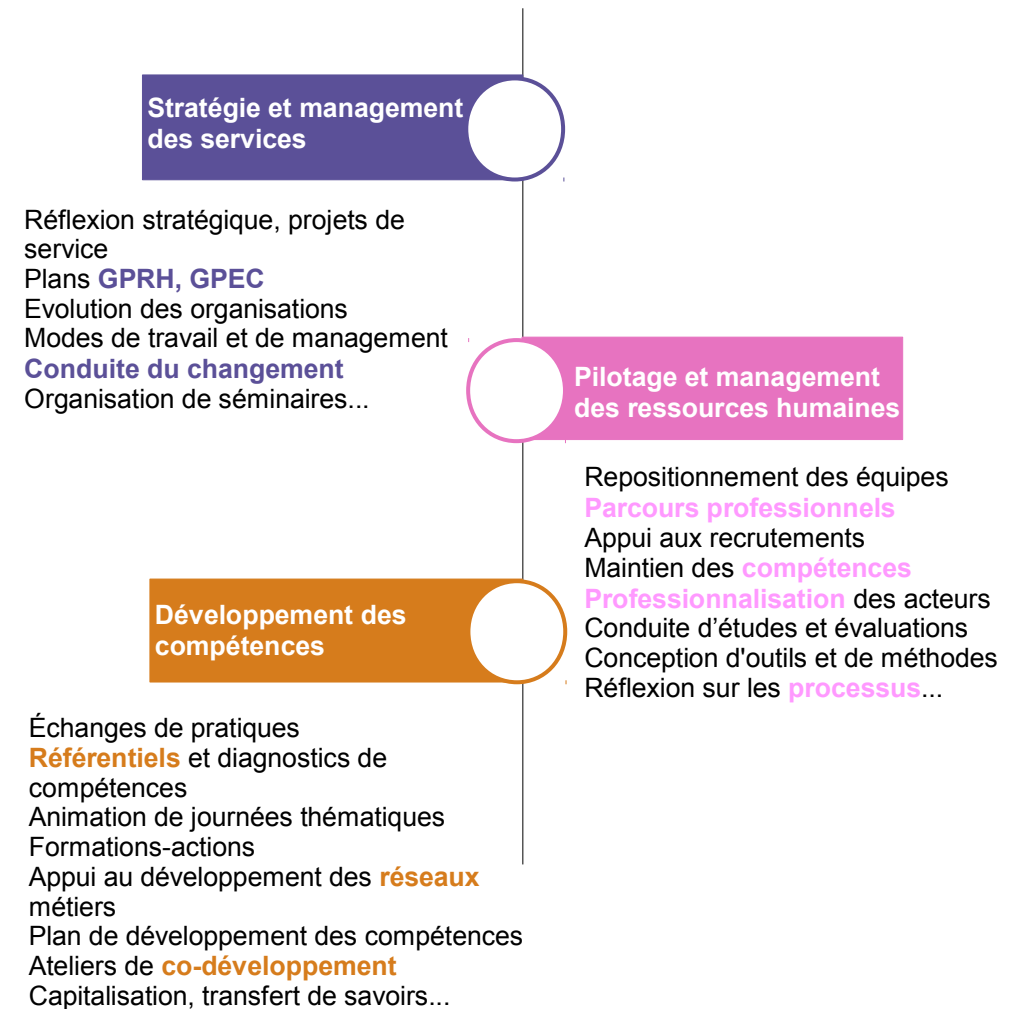 Stratégie et management
des services
Réflexion stratégique, projets de
service
Plans GPRH, GPEC
Evolution des organisations
Modes de travail et de management
Conduite du changement
Organisation de séminaires...
Pilotage et management
des ressources humaines
Repositionnement des équipes
Parcours professionnels
Appui aux recrutements
Maintien des compétences
Professionnalisation des acteurs
Conduite d’études et évaluations
Conception d'outils et de méthodes
Réflexion sur les processus...
Développement des
compétences
Échanges de pratiques
Référentiels et diagnostics de
compétences
Animation de journées thématiques
Formations-actions
Appui au développement des réseaux
métiers
Plan de développement des compétences
Ateliers de co-développement
Capitalisation, transfert de savoirs...